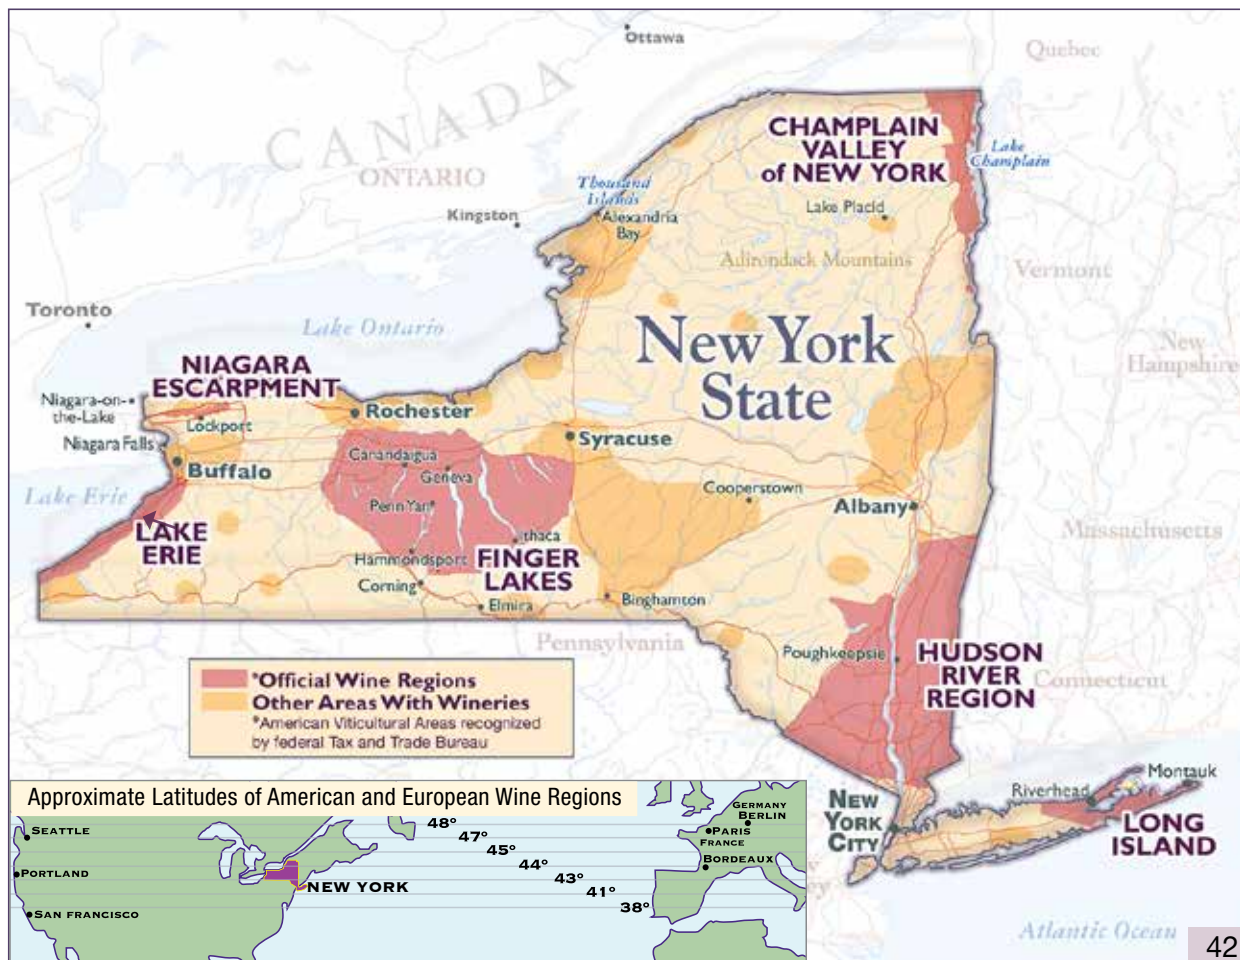 Ottawa
Quebec
CANADA
ONTARIO
CHAMPLAIN
VALLEY
of NEW YORK
Lake
Champlain
Thousand
Islands
Alexandria
Bay
Kingston
Lake Placid
Adirondack Mountains
Vermont
Toronto
Lake Ontario
New York
State
New
Hampshire
NIAGARA
ESCARPMENT
Niagara-on-
the-Lake
Lockport
Rochester
Niagara Falls
Syracuse
Buffalo
Canandaigua
Geneva
Lake Erie
Penn Yan
Cooperstown
Albany
LAKE
ERIE
Ithaca
Massachusetts
Hammondsport
FINGER
LAKES
Corning
Elmira
Binghamton
Pennsylvania
Poughkeepsie
HUDSON
RIVER
REGION
Connecticut
*Official Wine Regions
Other Areas With Wineries
*American Viticultural Areas recognized
by federal Tax and Trade Bureau
Riverhead
Montauk
NEW
YORK
CITY
LONG
ISLAND
Atlantic Ocean
Approximate Latitudes of American and European Wine Regions
SEATTLE
PORTLAND
SAN FRANCISCO
NEW YORK
48°
47°
45°
44°
43°
41°
38°
GERMANY
BERLIN
PARIS
FRANCE
BORDEAUX
42